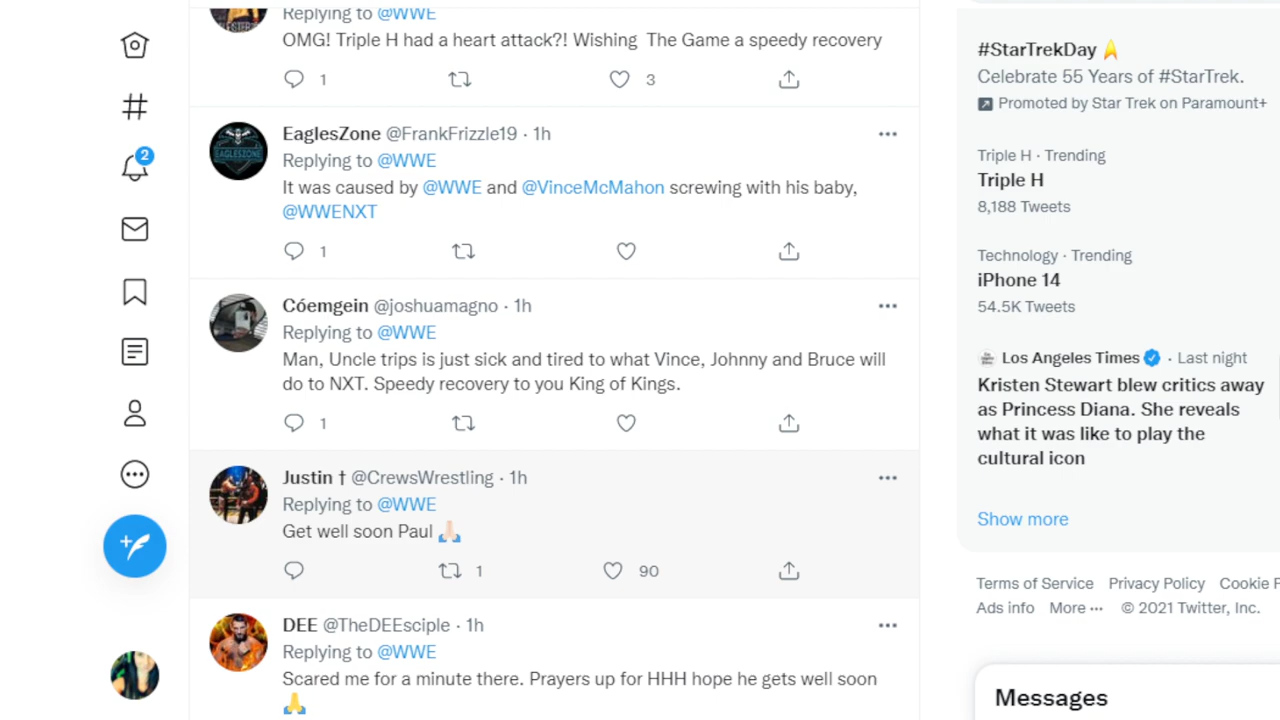 Replying to @WWE
OMG! Triple H had a heart attack?! Wishing The Game a speedy recovery
1 3
EaglesZone @FrankFrizzle19 · 1h
Replying to @WWE
It was caused by @WWE and @VinceMcMahon screwing with his baby,
@WWENXT
1
Cóemgein @joshuamagno · 1h
Replying to @WWE
Man, Uncle trips is just sick and tired to what Vince, Johnny and Bruce will
do to NXT. Speedy recovery to you King of Kings.
1
Justin † @CrewsWrestling · 1h
Replying to @WWE
Get well soon Paul 🙏🏻
1 90
DEE @TheDEEsciple · 1h
Replying to @WWE
Scared me for a minute there. Prayers up for HHH hope he gets well soon
🙏
2
EAGLESZONE
#StarTrekDay
Celebrate 55 Years of #StarTrek.
Promoted by Star Trek on Paramount+
Triple H · Trending
Triple H
8,188 Tweets
Technology · Trending
iPhone 14
54.5K Tweets
Los Angeles Times · Last night
Kristen Stewart blew critics away
as Princess Diana. She reveals
what it was like to play the
cultural icon
Show more
Terms of Service Privacy Policy Cookie
Ads info More ··· © 2021 Twitter, Inc.
Messages